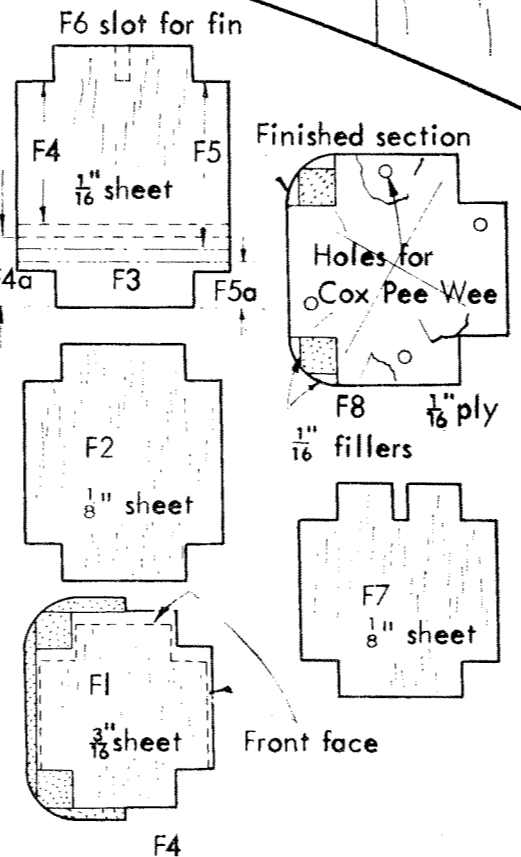 F6 slot for fin
F4
F5
1/16" sheet
F4a
F3
F5a
Finished section
Holes for
Cox Pee Wee
F8
1/16" ply
1/16" fillers
F2
1/8" sheet
F7
1/8" sheet
F1
3/16" sheet
Front face
F4